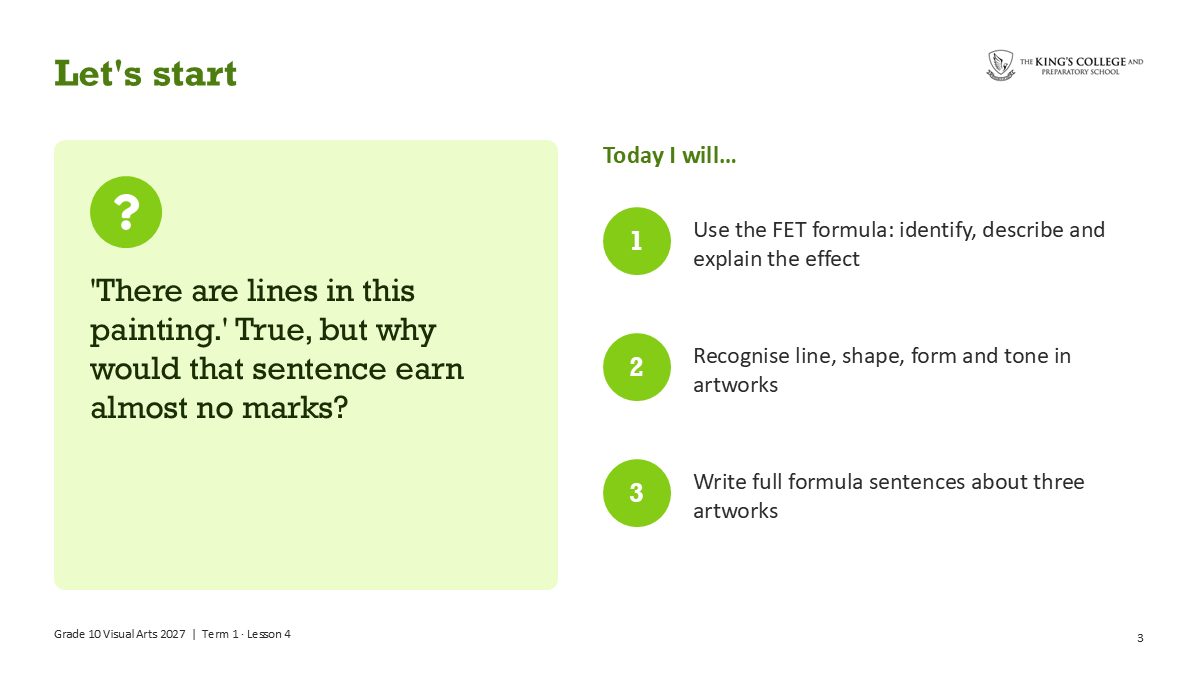 Let's start
THE KING'S COLLEGE AND
PREPARATORY SCHOOL
?
'There are lines in this
painting.' True, but why
would that sentence earn
almost no marks?
Today I will...
1
Use the FET formula: identify, describe and
explain the effect
2
Recognise line, shape, form and tone in
artworks
3
Write full formula sentences about three
artworks
Grade 10 Visual Arts 2027 | Term 1 · Lesson 4
3